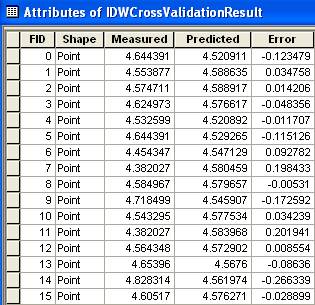 Attributes of IDWCrossValidationResult
FID Shape Measured Predicted Error
0 Point 4.644391 4.520911 -0.123479
1 Point 4.553877 4.588635 0.034758
2 Point 4.574711 4.588917 0.014206
3 Point 4.624973 4.576617 -0.048356
4 Point 4.532599 4.520892 -0.011707
5 Point 4.644391 4.529265 -0.115126
6 Point 4.454347 4.547129 0.092782
7 Point 4.382027 4.580459 0.198433
8 Point 4.584967 4.579657 -0.00531
9 Point 4.718499 4.545907 -0.172592
10 Point 4.543295 4.577534 0.034239
11 Point 4.382027 4.583968 0.201941
12 Point 4.564348 4.572902 0.008554
13 Point 4.65396 4.5676 -0.08636
14 Point 4.828314 4.561974 -0.266339
15 Point 4.60517 4.576271 -0.028899